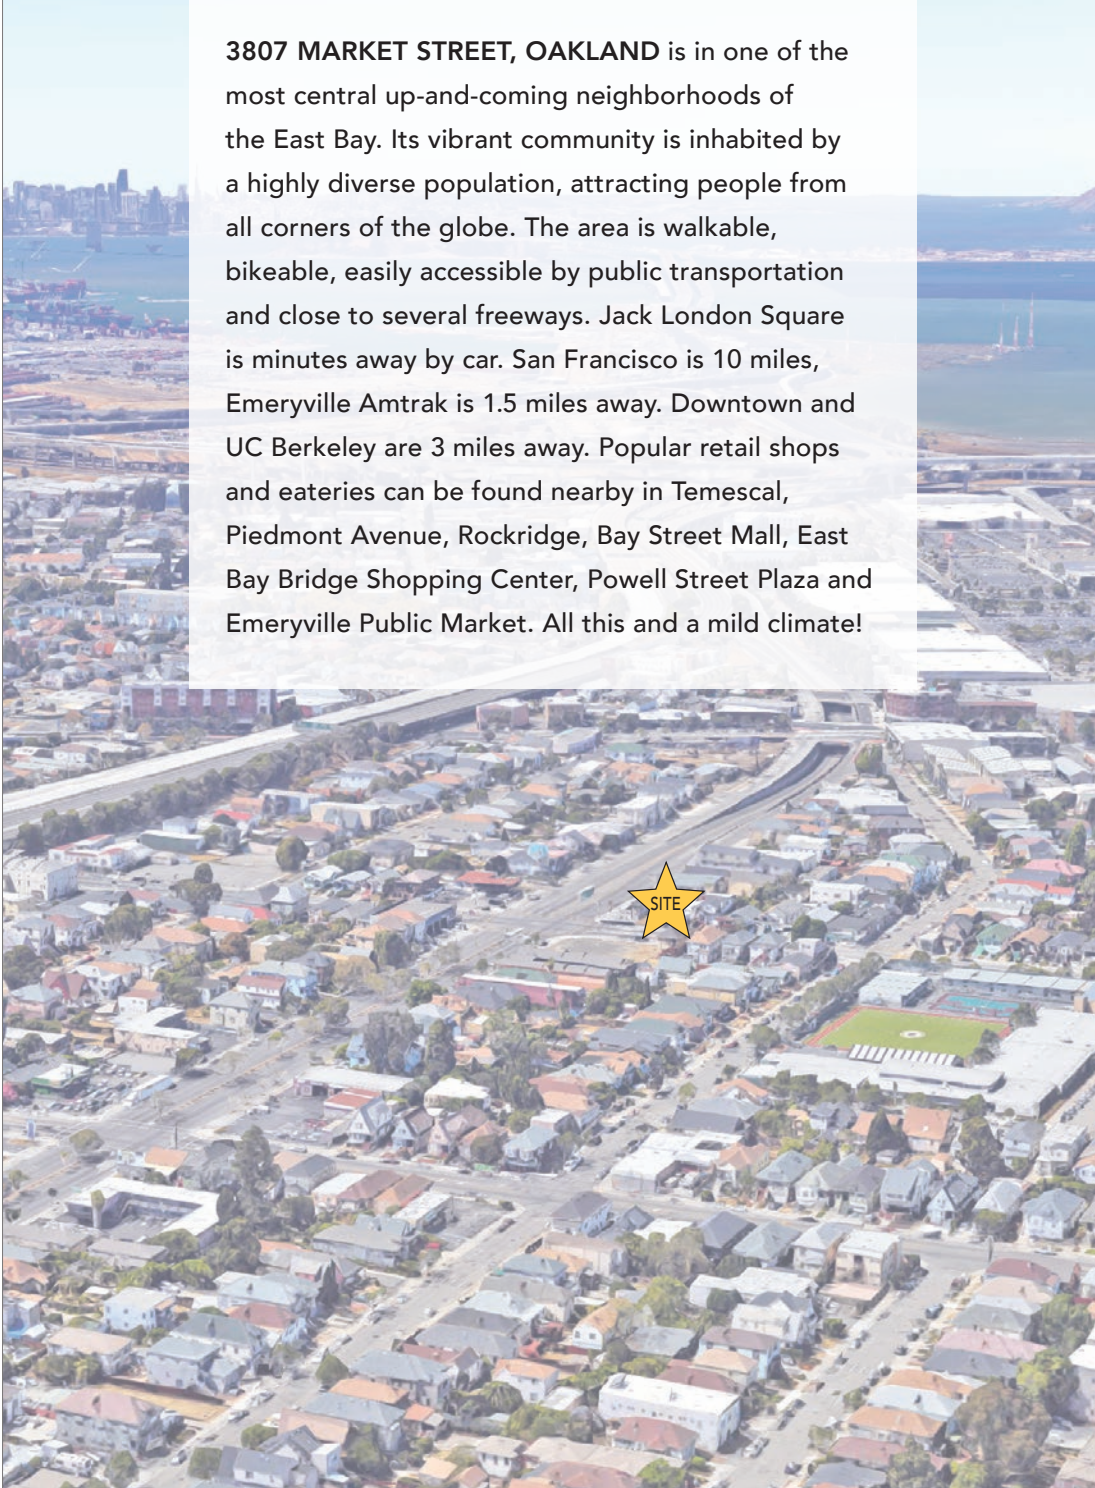 3807 MARKET STREET, OAKLAND is in one of the
most central up-and-coming neighborhoods of
the East Bay. Its vibrant community is inhabited by
a highly diverse population, attracting people from
all corners of the globe. The area is walkable,
bikeable, easily accessible by public transportation
and close to several freeways. Jack London Square
is minutes away by car. San Francisco is 10 miles,
Emeryville Amtrak is 1.5 miles away. Downtown and
UC Berkeley are 3 miles away. Popular retail shops
and eateries can be found nearby in Temescal,
Piedmont Avenue, Rockridge, Bay Street Mall, East
Bay Bridge Shopping Center, Powell Street Plaza and
Emeryville Public Market. All this and a mild climate!
SITE